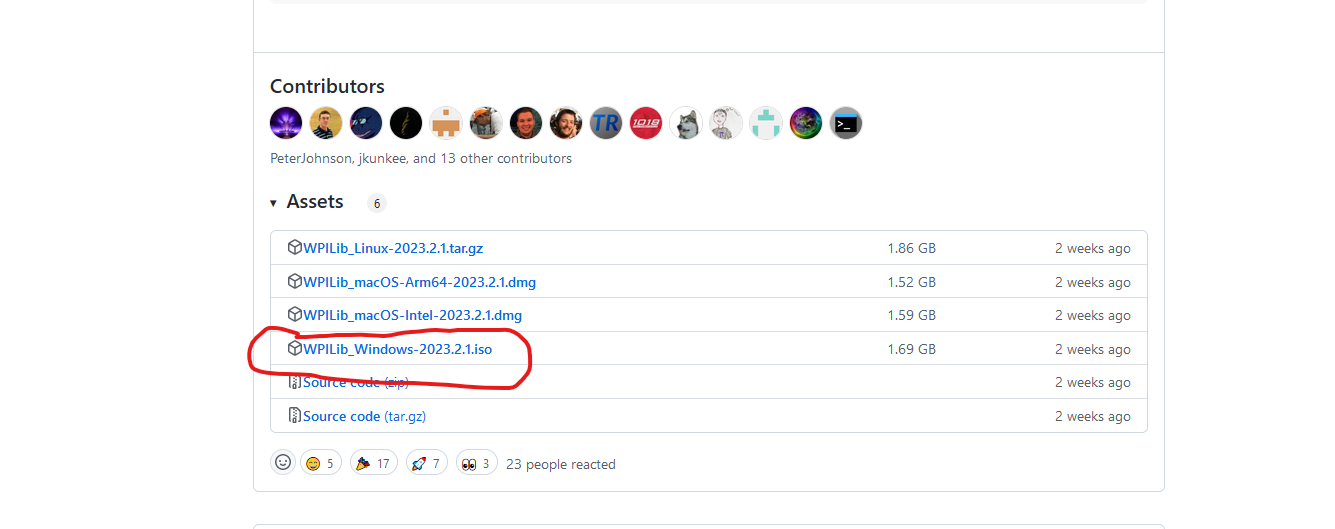 Contributors
TR
1018
>_
PeterJohnson, jkunkee, and 13 other contributors
▾ Assets 6
WPILib_Linux-2023.2.1.tar.gz 1.86 GB 2 weeks ago
WPILib_macOS-Arm64-2023.2.1.dmg 1.52 GB 2 weeks ago
WPILib_macOS-Intel-2023.2.1.dmg 1.59 GB 2 weeks ago
WPILib_Windows-2023.2.1.iso 1.69 GB 2 weeks ago
Source code (zip) 2 weeks ago
Source code (tar.gz) 2 weeks ago
😄 5 🎉 17 🚀 7 👀 3 23 people reacted